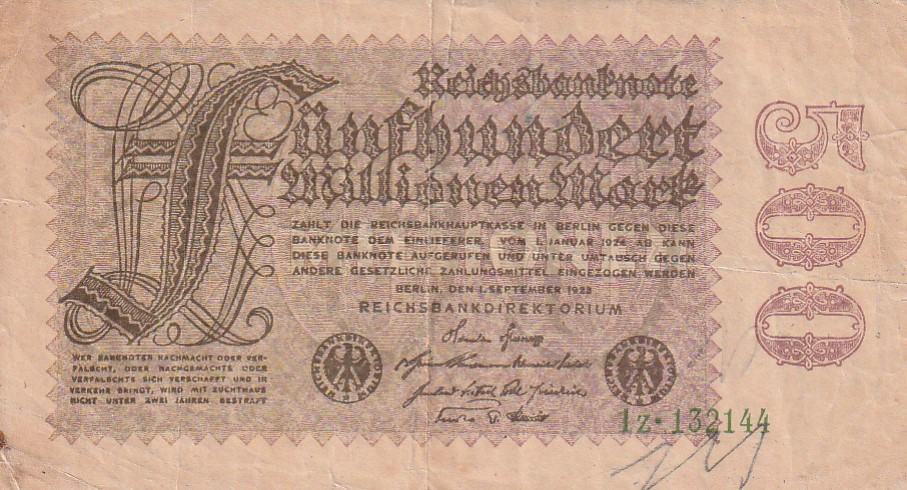 Reichsbanknote
Fünfhundert
Millionen Mark
ZAHLT DIE REICHSBANKHAUPTKASSE IN BERLIN GEGEN DIESE
BANKNOTE DEM EINLIEFERER. VOM 1. JANUAR 1924 AB KANN
DIESE BANKNOTE AUFGERUFEN UND UNTER UMTAUSCH GEGEN
ANDERE GESETZLICHE ZAHLUNGSMITTEL EINGEZOGEN WERDEN
BERLIN, DEN 1. SEPTEMBER 1923
REICHSBANKDIREKTORIUM
WER BANKNOTEN NACHMACHT ODER VER-
FÄLSCHT, ODER NACHGEMACHTE ODER
VERFÄLSCHTE SICH VERSCHAFFT UND IN
VERKEHR BRINGT, WIRD MIT ZUCHTHAUS
NICHT UNTER ZWEI JAHREN BESTRAFT
REICHSBANKDIREKTORIUM
REICHSBANKDIREKTORIUM
1z·132144
500